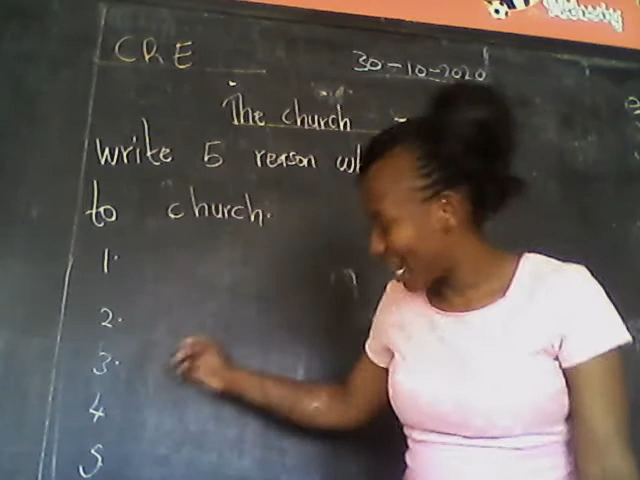 CRE
30-10-2020
The church
write 5 reason
to church.
1.
2.
3.
4
5